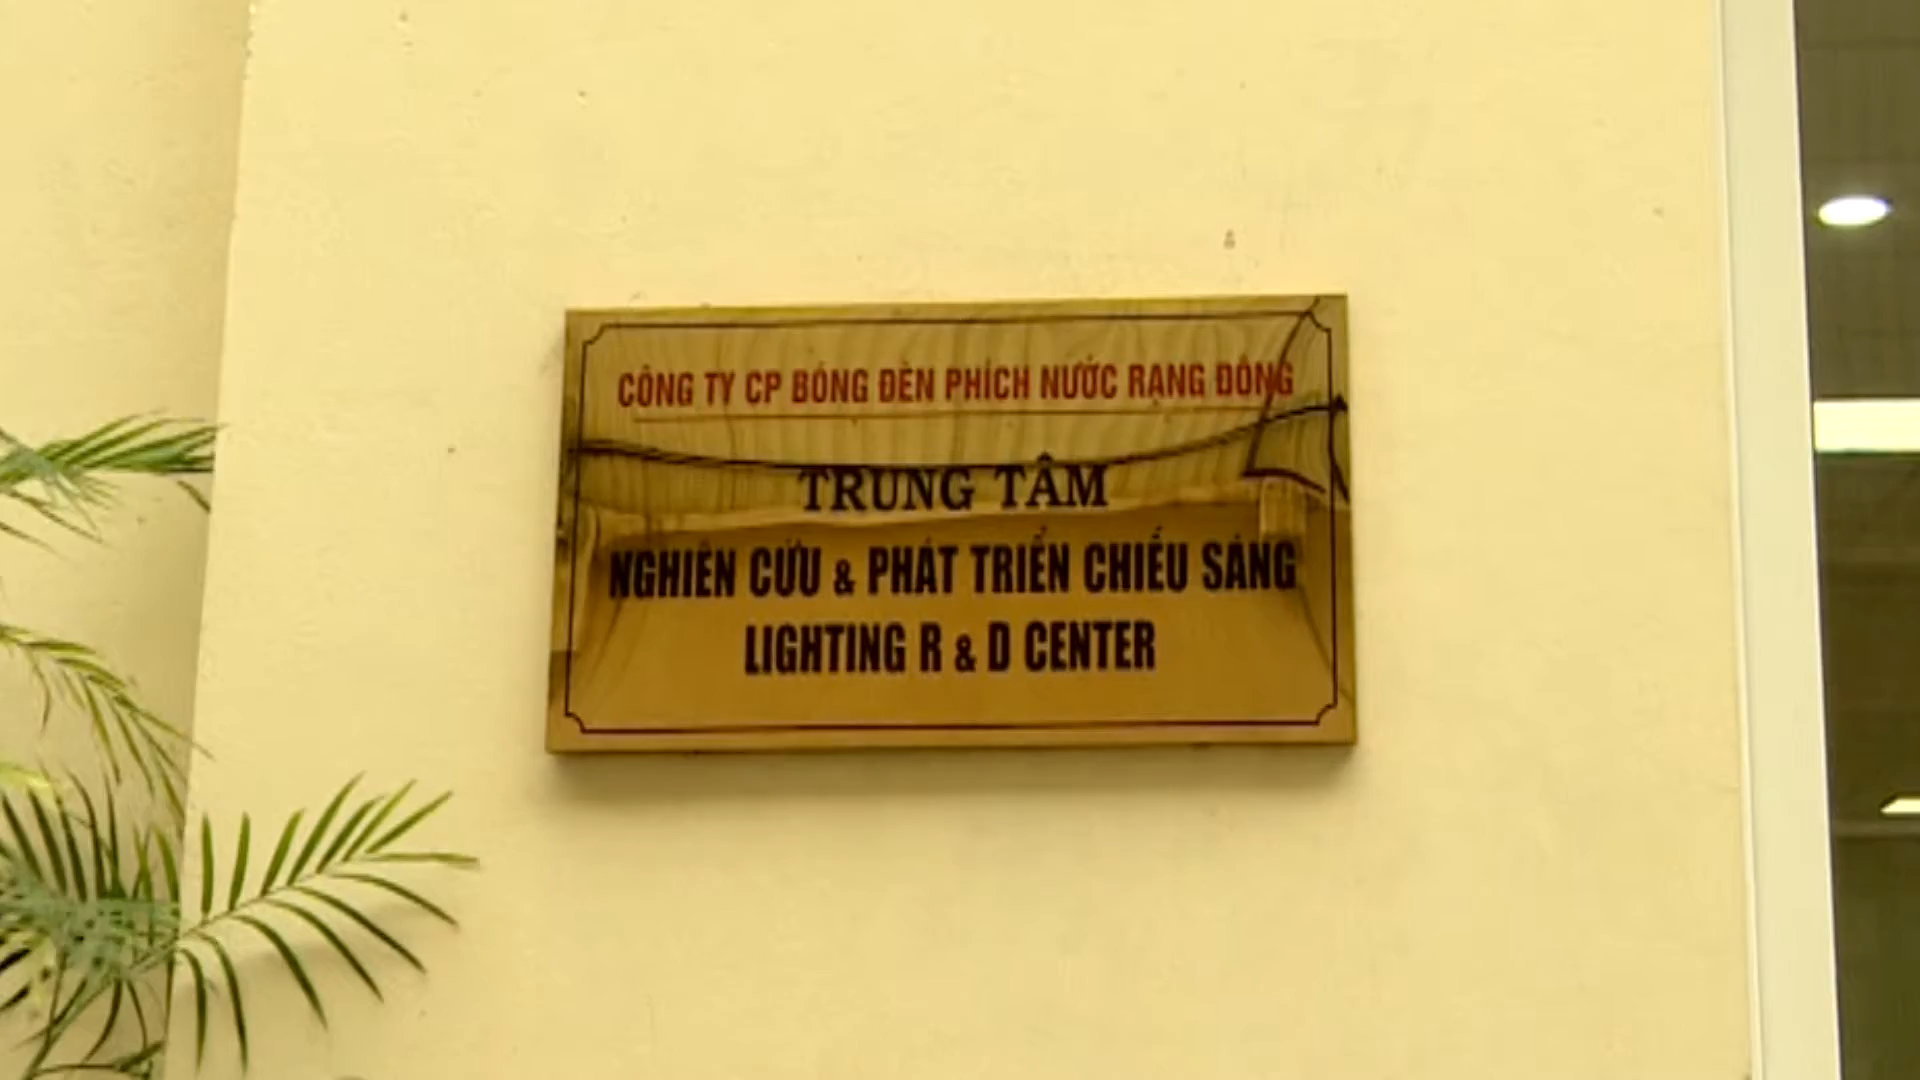 CÔNG TY CP BÓNG ĐÈN PHÍCH NƯỚC RẠNG ĐÔNG
TRUNG TÂM
NGHIÊN CỨU & PHÁT TRIỂN CHIẾU SÁNG
LIGHTING R & D CENTER